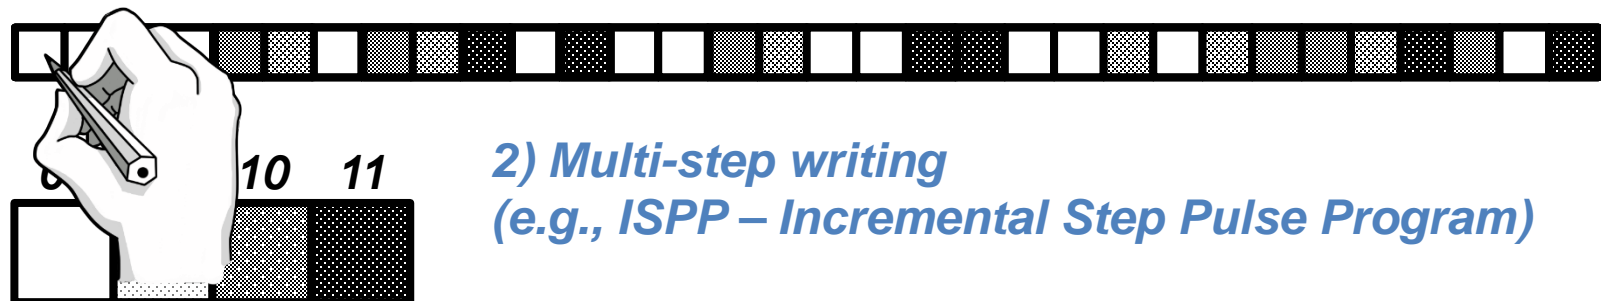 10 11
2) Multi-step writing
(e.g., ISPP – Incremental Step Pulse Program)